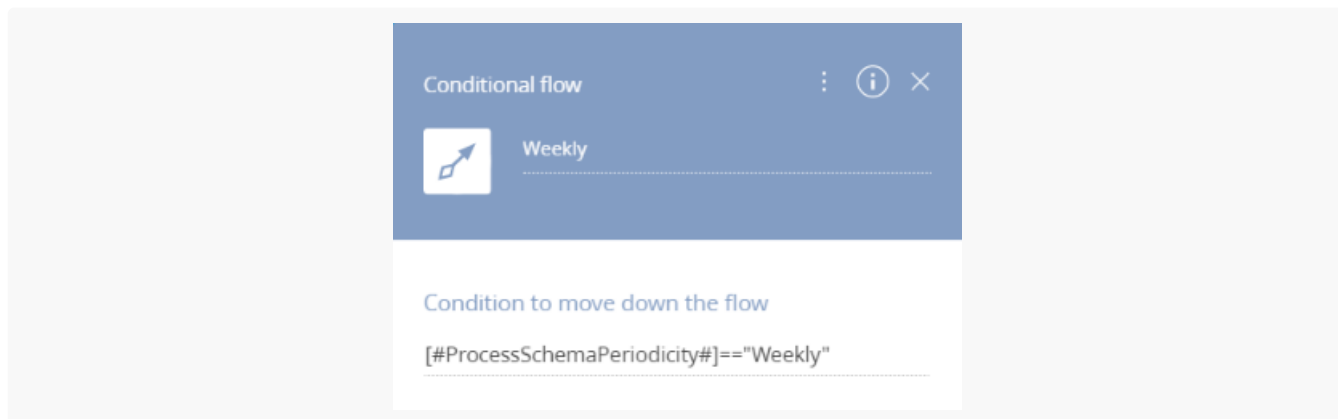 Conditional flow
Weekly
Condition to move down the flow
[#ProcessSchemaPeriodicity#]=="Weekly"